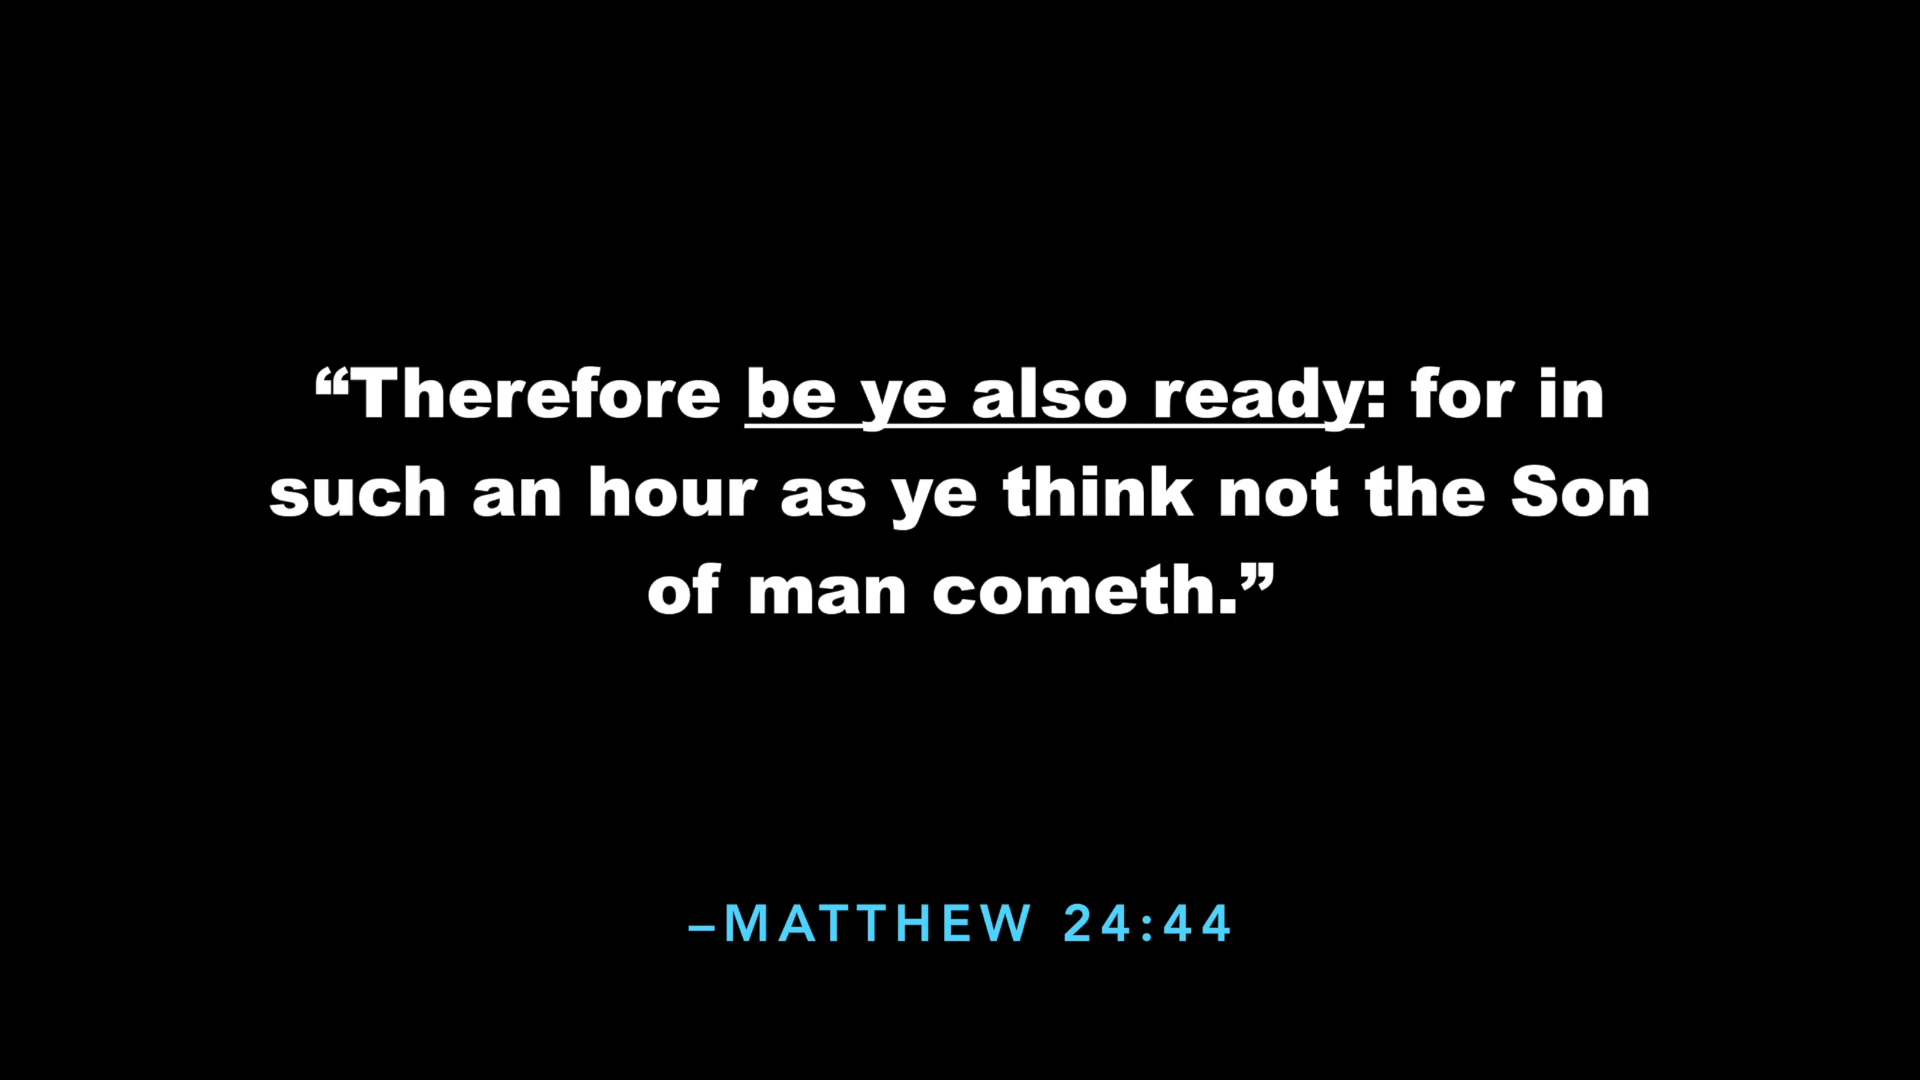 “Therefore be ye also ready: for in
such an hour as ye think not the Son
of man cometh.”
–MATTHEW 24:44